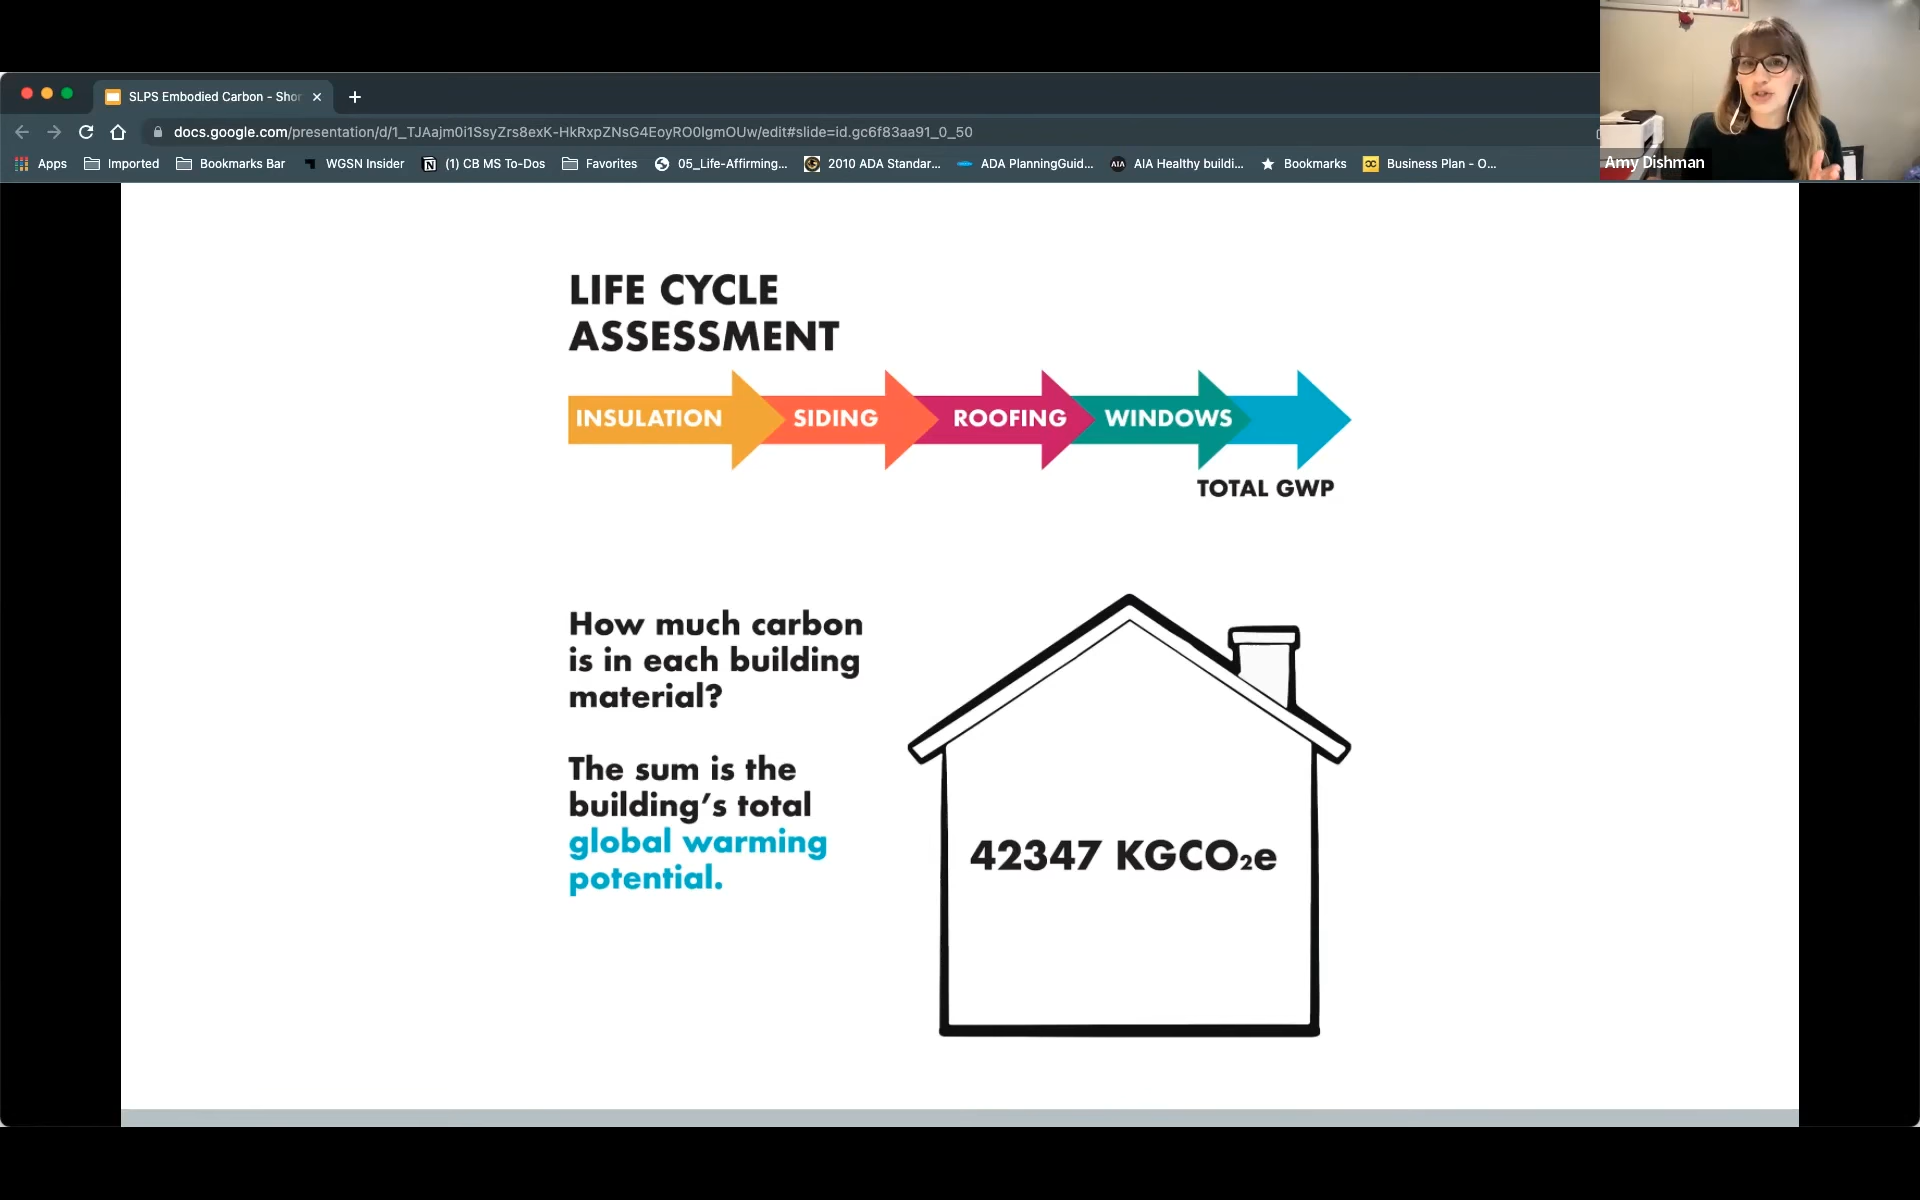 SLPS Embodied Carbon - Shor
docs.google.com/presentation/d/1_TJAajm0i1SsyZrs8exK-HkRxpZNsG4EoyRO0lgmOUw/edit#slide=id.gc6f83aa91_0_50
Apps Imported Bookmarks Bar WGSN Insider (1) CB MS To-Dos Favorites 05_Life-Affirming... 2010 ADA Standar... ADA PlanningGuid... AIA Healthy buildi... Bookmarks Business Plan - O...
Amy Dishman
LIFE CYCLE
ASSESSMENT
INSULATION SIDING ROOFING WINDOWS
TOTAL GWP
How much carbon
is in each building
material?
The sum is the
building’s total
global warming
potential.
42347 KGCO₂e